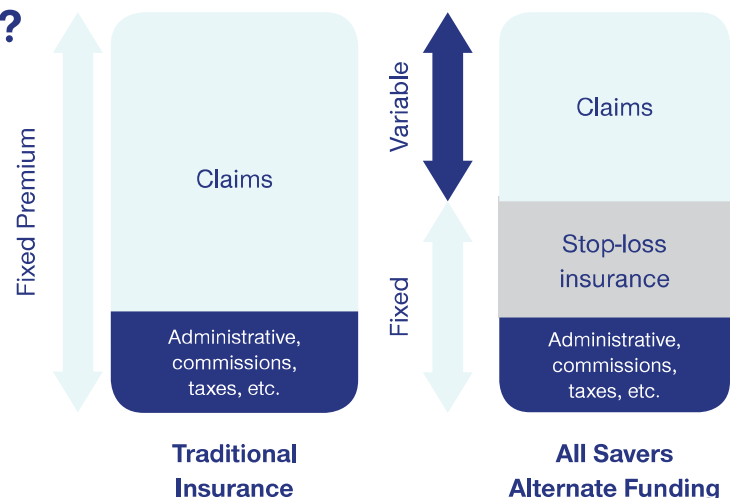 ?
Fixed Premium
Claims
Administrative,
commissions,
taxes, etc.
Traditional
Insurance
Variable
Fixed
Claims
Stop-loss
insurance
Administrative,
commissions,
taxes, etc.
All Savers
Alternate Funding